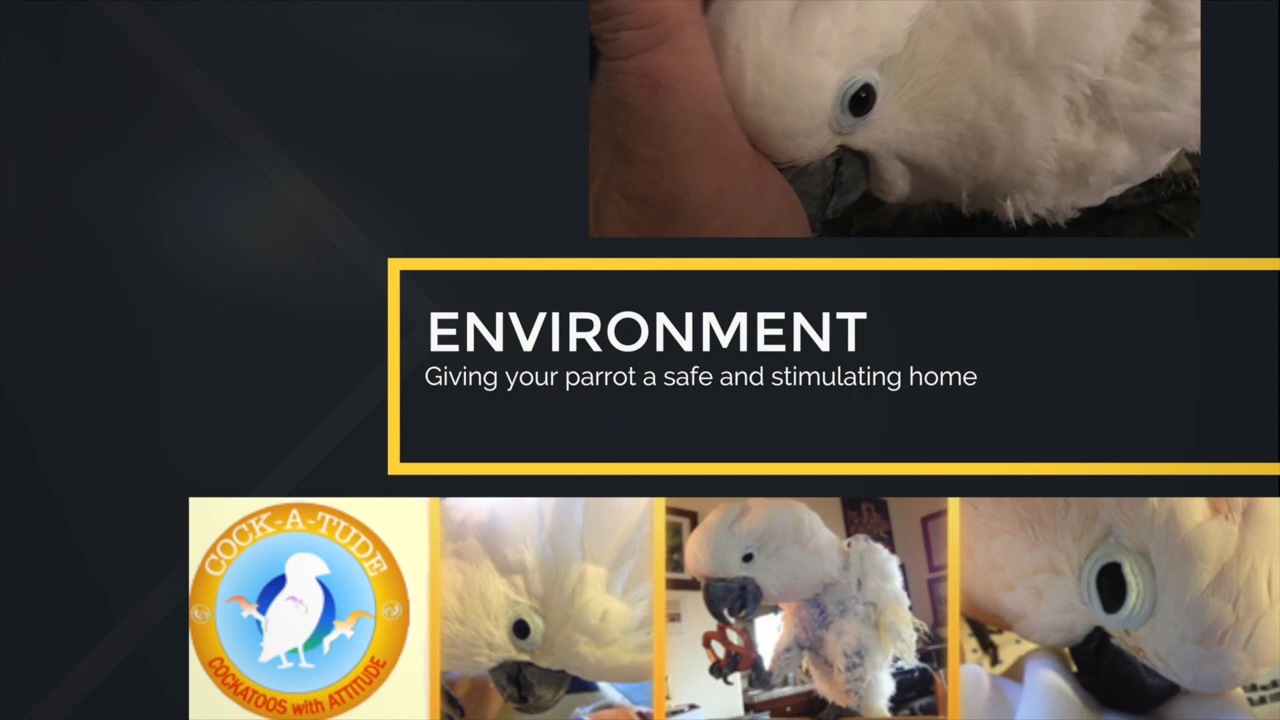 ENVIRONMENT
Giving your parrot a safe and stimulating home
COCK-A-TUDE
COCKATOOS with ATTITUDE